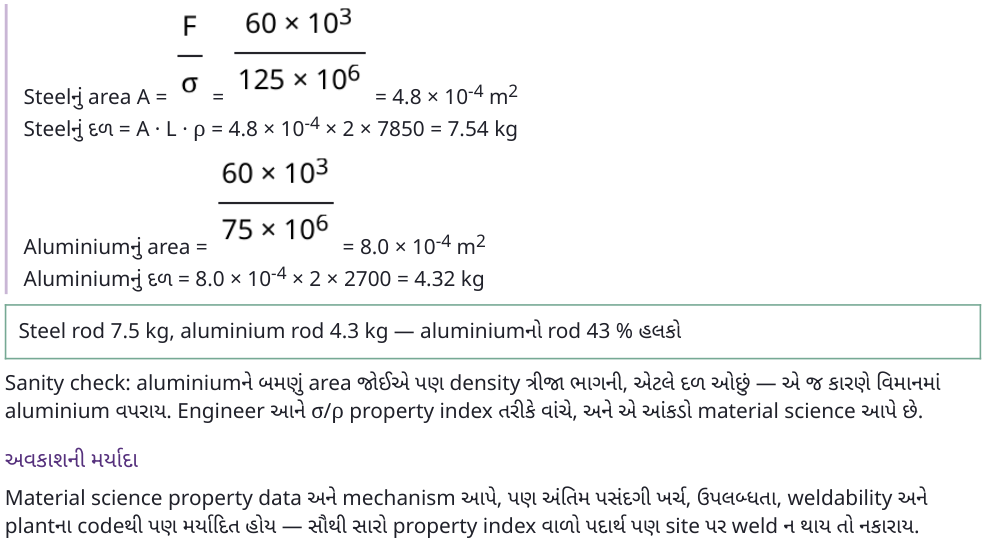 Steelનું area A = F/σ = 60 × 10³/125 × 10⁶ = 4.8 × 10⁻⁴ m²
Steelનું દળ = A · L · ρ = 4.8 × 10⁻⁴ × 2 × 7850 = 7.54 kg
Aluminiumનું area = 60 × 10³/75 × 10⁶ = 8.0 × 10⁻⁴ m²
Aluminiumનું દળ = 8.0 × 10⁻⁴ × 2 × 2700 = 4.32 kg
Steel rod 7.5 kg, aluminium rod 4.3 kg — aluminiumનો rod 43 % હલકો
Sanity check: aluminiumને બમણું area જોઈએ પણ density ત્રીજા ભાગની, એટલે દળ ઓછું — એ જ કારણે વિમાનમાં
aluminium વપરાય. Engineer આને σ/ρ property index તરીકે વાંચે, અને એ આંકડો material science આપે છે.
અવકાશની મર્યાદા
Material science property data અને mechanism આપે, પણ અંતિમ પસંદગી ખર્ચ, ઉપલબ્ધતા, weldability અને
plantના codeથી પણ મર્યાદિત હોય — સૌથી સારો property index વાળો પદાર્થ પણ site પર weld ન થાય તો નકારાય.